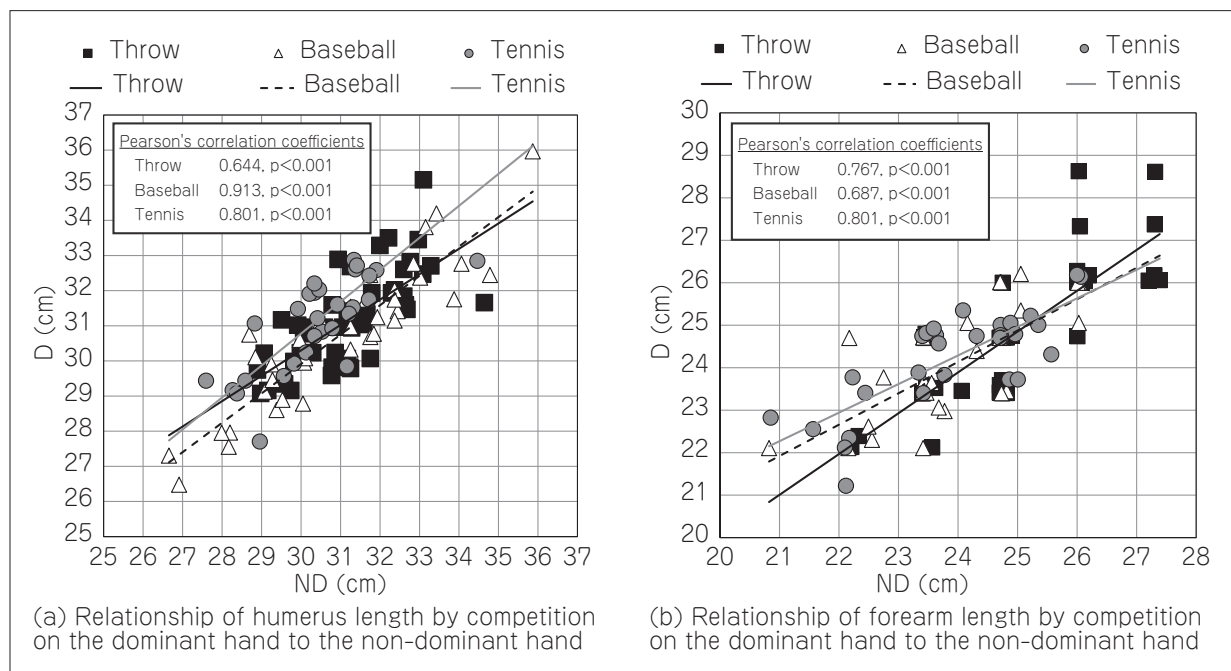 Throw Baseball Tennis
Throw Baseball Tennis
37
36
35
34
33
32
31
30
29
28
27
26
25
D (cm)
Pearson's correlation coefficients
Throw 0.644, p<0.001
Baseball 0.913, p<0.001
Tennis 0.801, p<0.001
25 26 27 28 29 30 31 32 33 34 35 36 37
ND (cm)
(a) Relationship of humerus length by competition
on the dominant hand to the non-dominant hand
Throw Baseball Tennis
Throw Baseball Tennis
30
29
28
27
26
25
24
23
22
21
20
D (cm)
Pearson's correlation coefficients
Throw 0.767, p<0.001
Baseball 0.687, p<0.001
Tennis 0.801, p<0.001
20 21 22 23 24 25 26 27 28
ND (cm)
(b) Relationship of forearm length by competition
on the dominant hand to the non-dominant hand